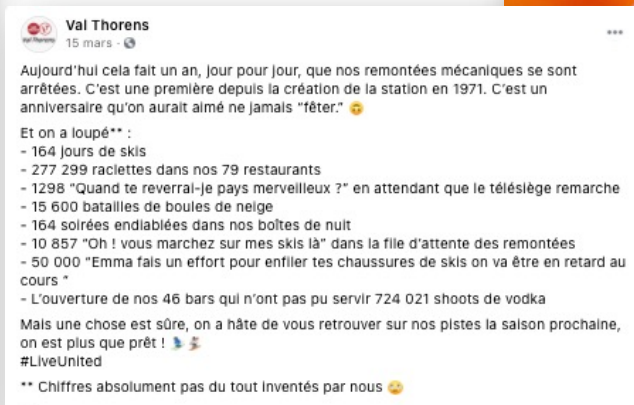 Val Thorens
15 mars ·
Aujourd'hui cela fait un an, jour pour jour, que nos remontées mécaniques se sont
arrêtées. C'est une première depuis la création de la station en 1971. C'est un
anniversaire qu'on aurait aimé ne jamais "fêter." 🙃
Et on a loupé** :
- 164 jours de skis
- 277 299 raclettes dans nos 79 restaurants
- 1298 "Quand te reverrai-je pays merveilleux ?" en attendant que le télésiège remarche
- 15 600 batailles de boules de neige
- 164 soirées endiablées dans nos boîtes de nuit
- 10 857 "Oh ! vous marchez sur mes skis là" dans la file d'attente des remontées
- 50 000 "Emma fais un effort pour enfiler tes chaussures de skis on va être en retard au
cours "
- L'ouverture de nos 46 bars qui n'ont pas pu servir 724 021 shoots de vodka
Mais une chose est sûre, on a hâte de vous retrouver sur nos pistes la saison prochaine,
on est plus que prêt !
#LiveUnited
** Chiffres absolument pas du tout inventés par nous